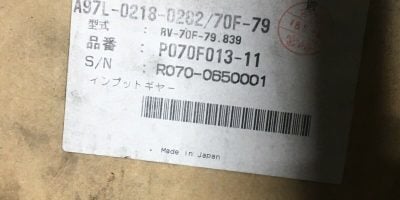 A97L-0218-0282/70F-79
型式 : RV-70F-79.839
品番 : P070F013-11
S/N : R070-0650001
インプットギヤー
Made in Japan